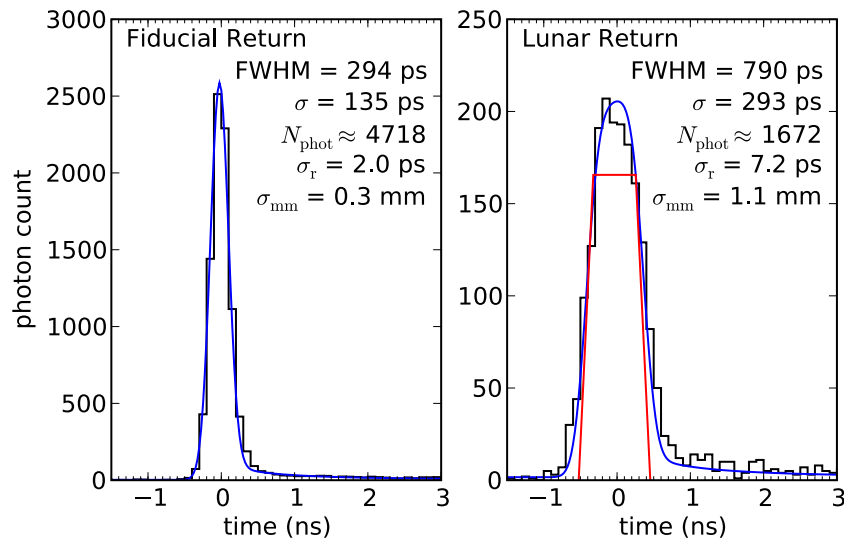 Fiducial Return
FWHM = 294 ps
σ = 135 ps
N_phot ≈ 4718
σ_r = 2.0 ps
σ_mm = 0.3 mm
3000
2500
2000
1500
1000
500
0
photon count
−1 0 1 2 3
time (ns)
Lunar Return
FWHM = 790 ps
σ = 293 ps
N_phot ≈ 1672
σ_r = 7.2 ps
σ_mm = 1.1 mm
250
200
150
100
50
0
−1 0 1 2 3
time (ns)